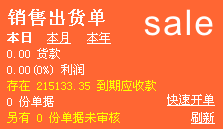 销售出货单 sale
本日 本月 本年
0.00 货款
0.00(0%) 利润
存在 215133.35 到期应收款
0 份单据 快速开单
另有 0 份单据未审核 刷新